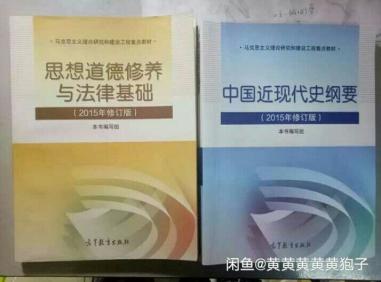 马克思主义理论研究和建设工程重点教材
思想道德修养
与法律基础
(2015年修订版)
本书编写组
高等教育出版社
马克思主义理论研究和建设工程重点教材
中国近现代史纲要
(2015年修订版)
本书编写组
高等教育出版社
闲鱼@黄黄黄黄黄狍子